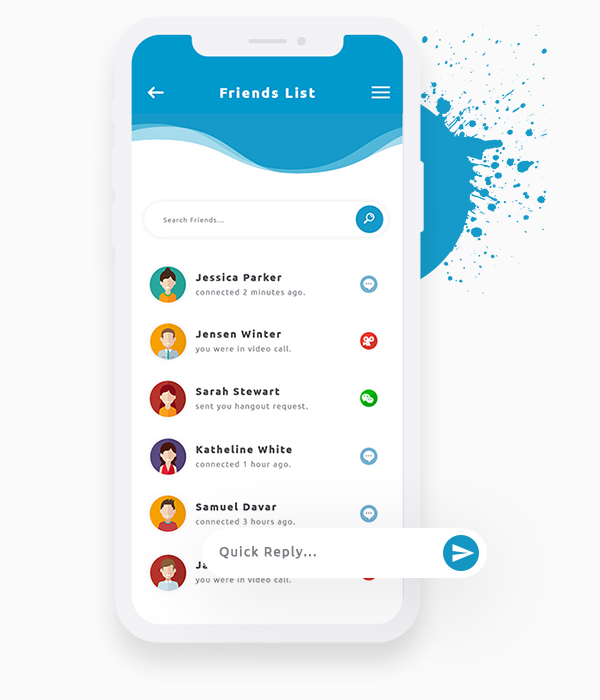 Friends List
Search Friends...
Jessica Parker
connected 2 minutes ago.
Jensen Winter
you were in video call.
Sarah Stewart
sent you hangout request.
Katheline White
connected 1 hour ago.
Samuel Davar
connected 3 hours ago.
Quick Reply...
you were in video call.